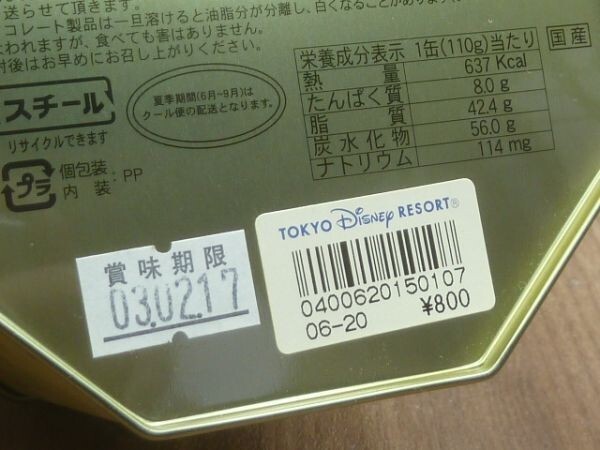 送らせて頂きます。
コレート製品は一旦溶けると油脂分が分離し、白くなることがあります
われますが、食べても害はありません。
封後はお早めにお召し上がりください。
スチール
リサイクルできます
プラ
個包装
内装
:PP
夏季期間(6月~9月)は
クール便の配送となります。
栄養成分表示 1缶(110g)当たり
熱量 637 Kcal
たんぱく質 8.0 g
脂質 42.4 g
炭水化物 56.0 g
ナトリウム 114 mg
国産
賞味期限
03.02.17
TOKYO Disney RESORT®
0400620150107
06-20 ¥800